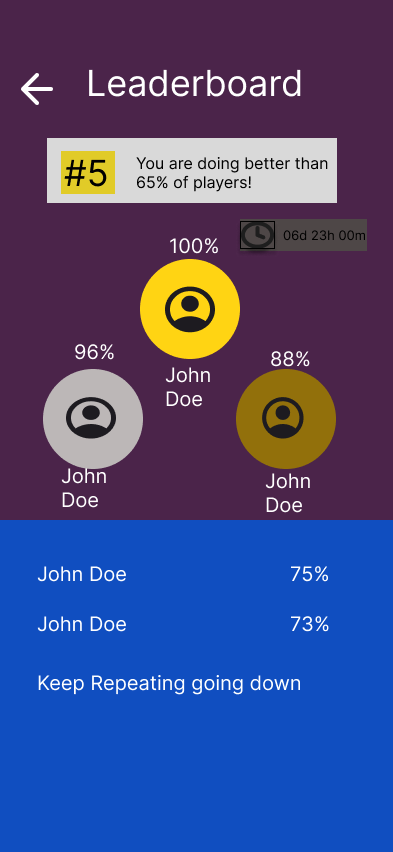 Leaderboard
#5
You are doing better than
65% of players!
06d 23h 00m
100%
John
Doe
96%
John
Doe
88%
John
Doe
John Doe 75%
John Doe 73%
Keep Repeating going down